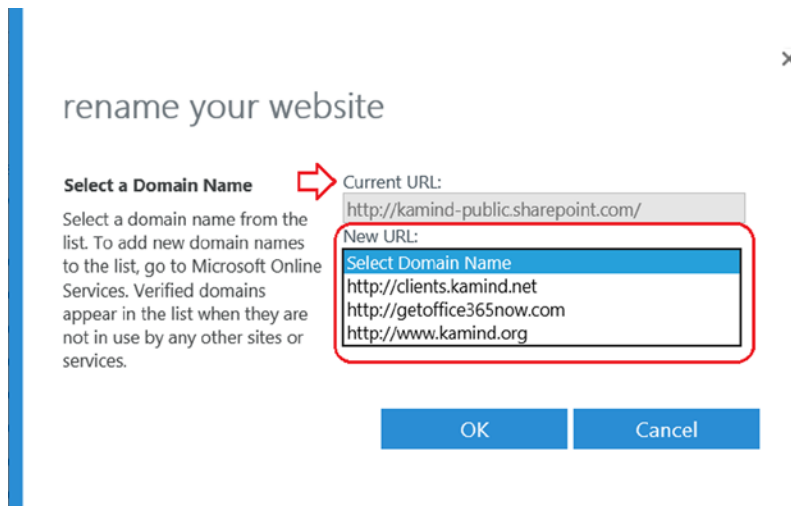 rename your website
Select a Domain Name
Select a domain name from the
list. To add new domain names
to the list, go to Microsoft Online
Services. Verified domains
appear in the list when they are
not in use by any other sites or
services.
Current URL:
http://kamind-public.sharepoint.com/
New URL:
Select Domain Name
http://clients.kamind.net
http://getoffice365now.com
http://www.kamind.org
OK
Cancel